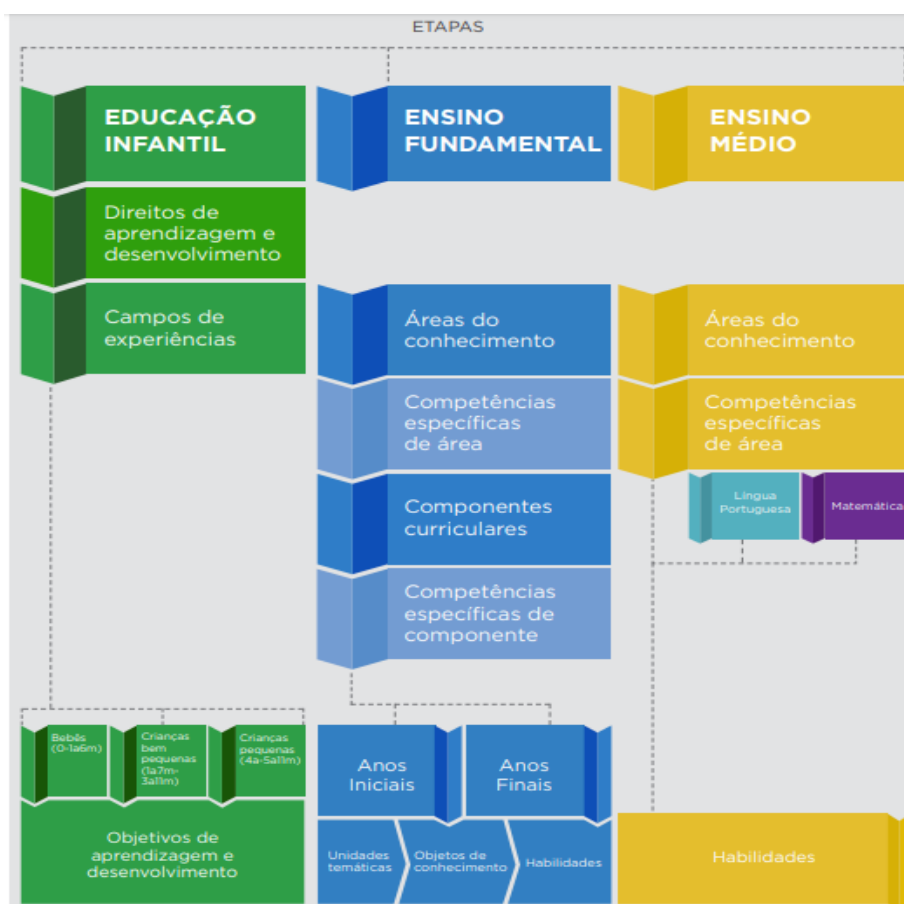 ETAPAS
EDUCAÇÃO
INFANTIL
ENSINO
FUNDAMENTAL
ENSINO
MÉDIO
Direitos de
aprendizagem e
desenvolvimento
Campos de
experiências
Áreas do
conhecimento
Áreas do
conhecimento
Competências
específicas
de área
Competências
específicas
de área
Língua
Portuguesa
Matemática
Componentes
curriculares
Competências
específicas de
componente
Bebês
(0-1a6m)
Crianças
bem
pequenas
(1a7m-
3a11m)
Crianças
pequenas
(4a-5a11m)
Anos
Iniciais
Anos
Finais
Objetivos de
aprendizagem e
desenvolvimento
Unidades
temáticas
Objetos de
conhecimento
Habilidades
Habilidades